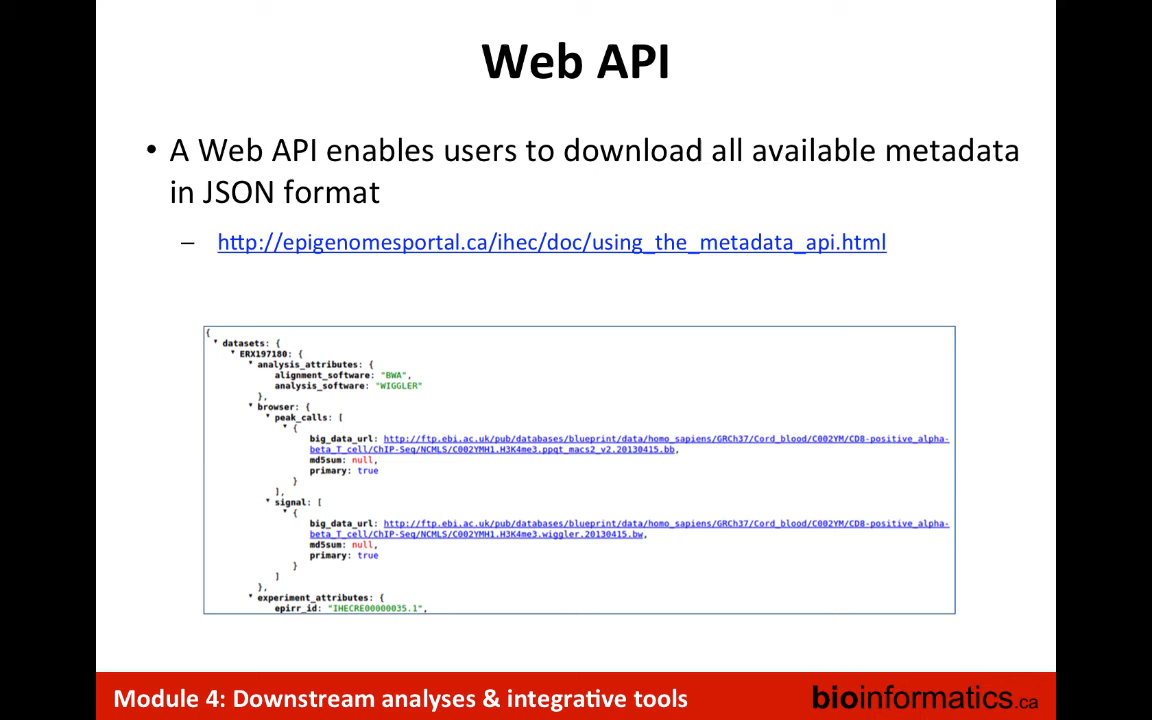 Web API
• A Web API enables users to download all available metadata
in JSON format
– http://epigenomesportal.ca/ihec/doc/using_the_metadata_api.html
{
▾ datasets: {
▾ ERX197180: {
▾ analysis_attributes: {
alignment_software: "BWA",
analysis_software: "WIGGLER"
},
▾ browser: {
▾ peak_calls: [
▾ {
big_data_url: http://ftp.ebi.ac.uk/pub/databases/blueprint/data/homo_sapiens/GRCh37/Cord_blood/C002YM/CD8-positive_alpha-
beta_T_cell/ChIP-Seq/NCMLS/C002YMH1.H3K4me3.ppqt_macs2_v2.20130415.bb,
md5sum: null,
primary: true
}
],
▾ signal: [
▾ {
big_data_url: http://ftp.ebi.ac.uk/pub/databases/blueprint/data/homo_sapiens/GRCh37/Cord_blood/C002YM/CD8-positive_alpha-
beta_T_cell/ChIP-Seq/NCMLS/C002YMH1.H3K4me3.wiggler.20130415.bw,
md5sum: null,
primary: true
}
]
},
▾ experiment_attributes: {
epirr_id: "IHECRE00000035.1",
Module 4: Downstream analyses & integrative tools
bioinformatics.ca